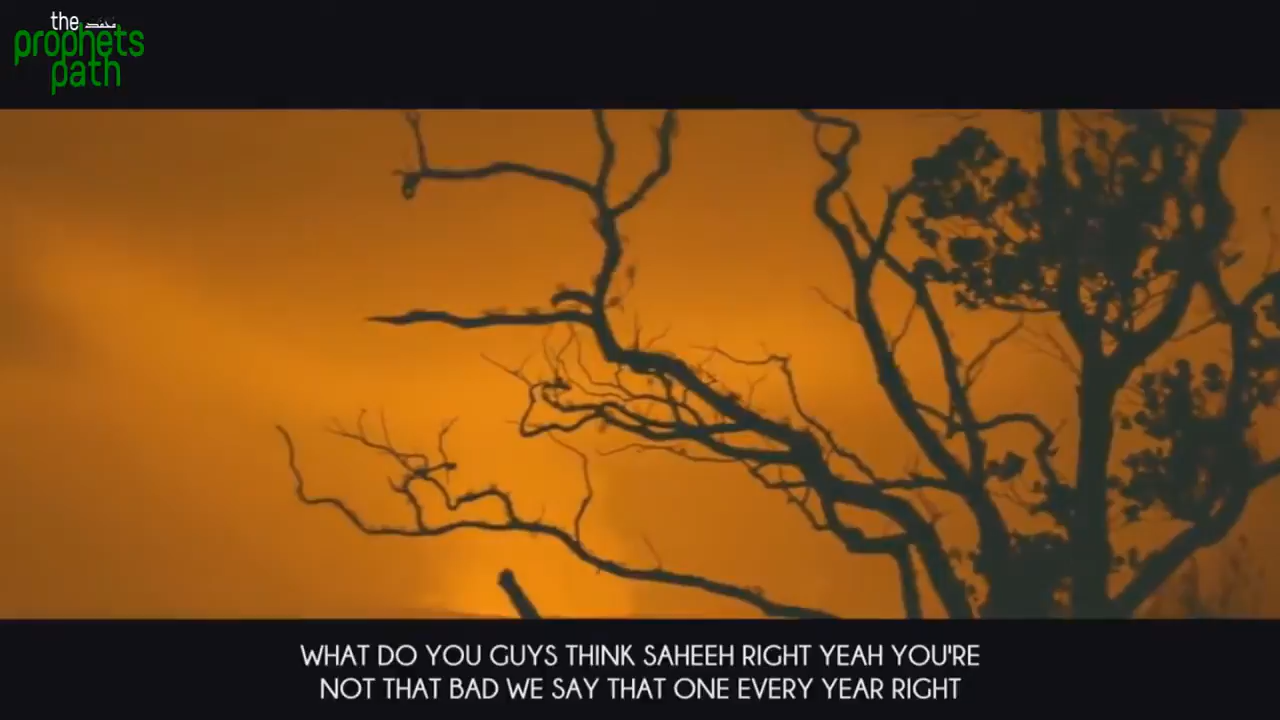 the محمد
prophets
path
WHAT DO YOU GUYS THINK SAHEEH RIGHT YEAH YOU'RE
NOT THAT BAD WE SAY THAT ONE EVERY YEAR RIGHT